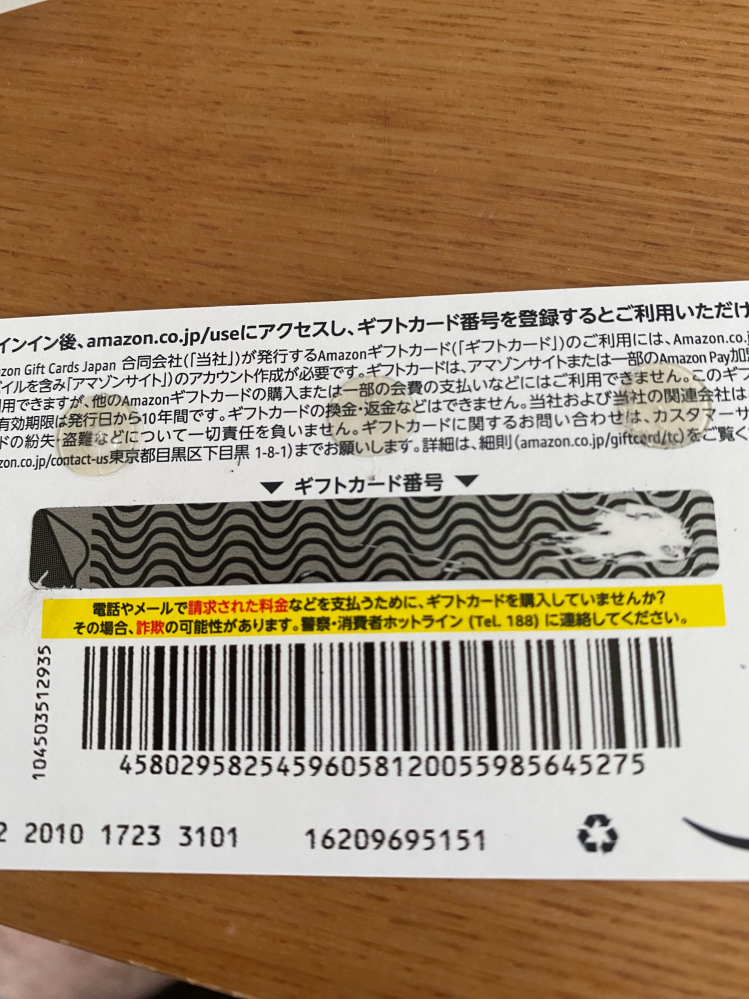 インイン後、amazon.co.jp/useにアクセスし、ギフトカード番号を登録するとご利用いただけ
zon Gift Cards Japan 合同会社(「当社」)が発行するAmazonギフトカード(「ギフトカード」)のご利用には、Amazon.co.j
バイルを含み「アマゾンサイト」)のアカウント作成が必要です。ギフトカードは、アマゾンサイトまたは一部のAmazon Pay加盟
用できますが、他のAmazonギフトカードの購入または一部の会費の支払いなどにはご利用できません。このギフ
有効期限は発行日から10年間です。ギフトカードの換金・返金などはできません。当社および当社の関連会社は、
ドの紛失・盗難などについて一切責任を負いません。ギフトカードに関するお問い合わせは、カスタマーサ
zon.co.jp/contact-us東京都目黒区下目黒 1-8-1)までお願いします。詳細は、細則(amazon.co.jp/giftcard/tc)をご覧く
▼ ギフトカード番号 ▼
電話やメールで請求された料金などを支払うために、ギフトカードを購入していませんか?
その場合、詐欺の可能性があります。警察・消費者ホットライン (Tel. 188) に連絡してください。
104503512935
45802958254596058120055985645275
2 2010 1723 3101 16209695151